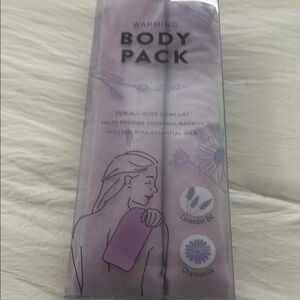 WARMING
BODY
PACK
FOR ALL-OVER COMFORT
HELPS PROVIDE SOOTHING WARMTH
INFUSED WITH ESSENTIAL OILS
Lavender Oil
Chamomile